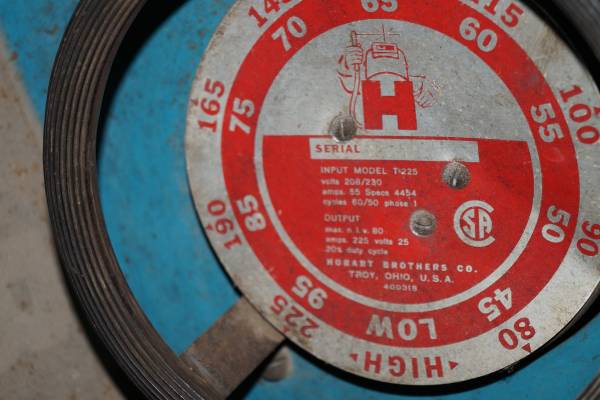 145
65
115
70
60
165
75
55
100
H
SERIAL
INPUT MODEL T-225
volts 208/230
amps. 55 Specs 4454
cycles 60/50 phase 1
OUTPUT
max. n.l.v. 80
amps. 225 volts 25
20% duty cycle
HOBART BROTHERS CO.
TROY, OHIO, U.S.A.
400318
SA
190
85
50
90
225
95
LOW
45
80
HIGH